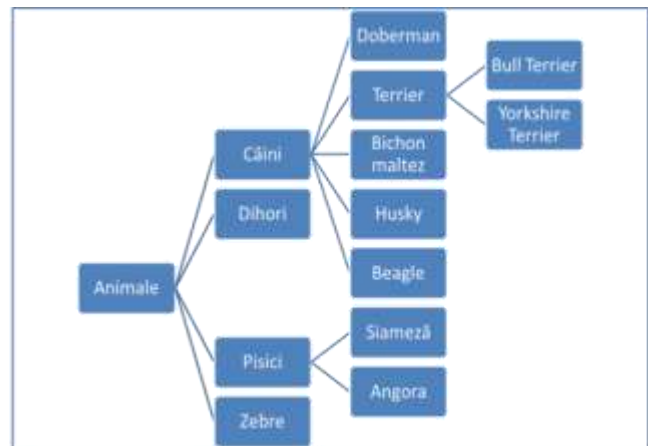 Animale
Câini
Doberman
Terrier
Bull Terrier
Yorkshire
Terrier
Bichon
maltez
Husky
Beagle
Dihori
Pisici
Siameză
Angora
Zebre